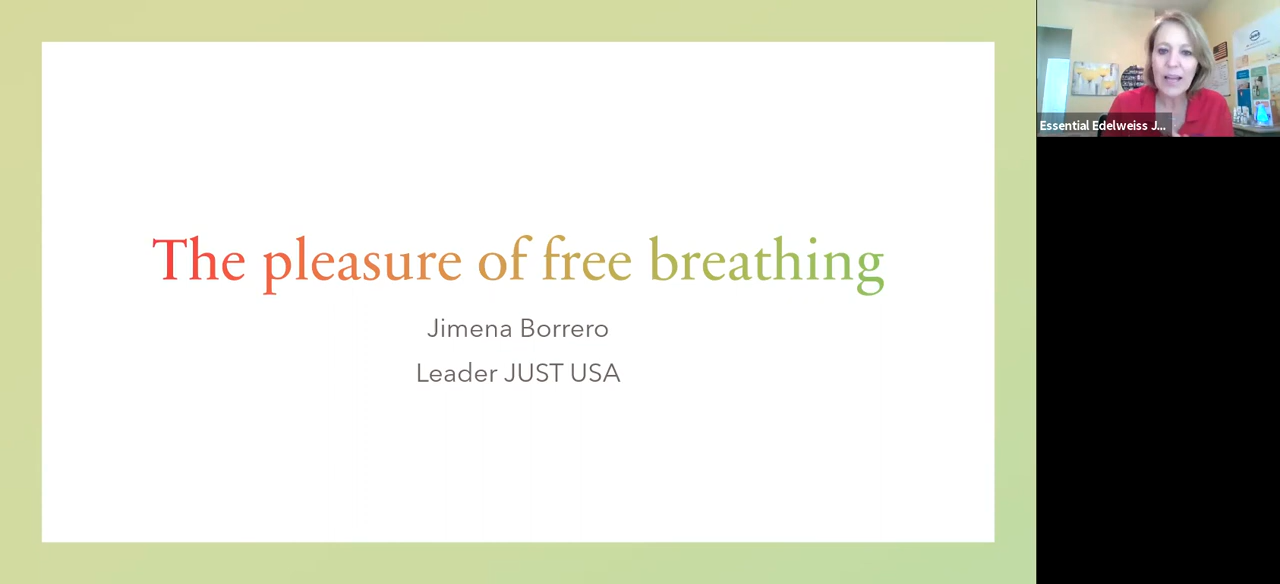 The pleasure of free breathing
Jimena Borrero
Leader JUST USA
Essential Edelweiss J...